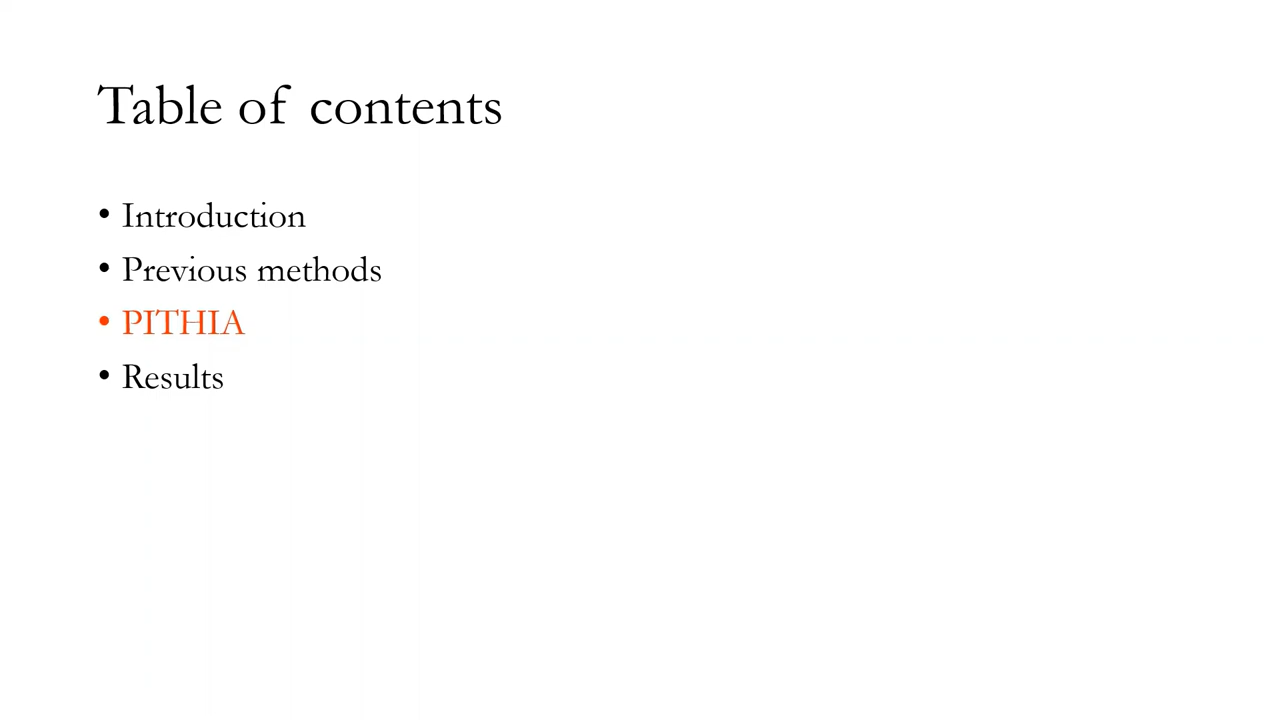 Table of contents
• Introduction
• Previous methods
• PITHIA
• Results